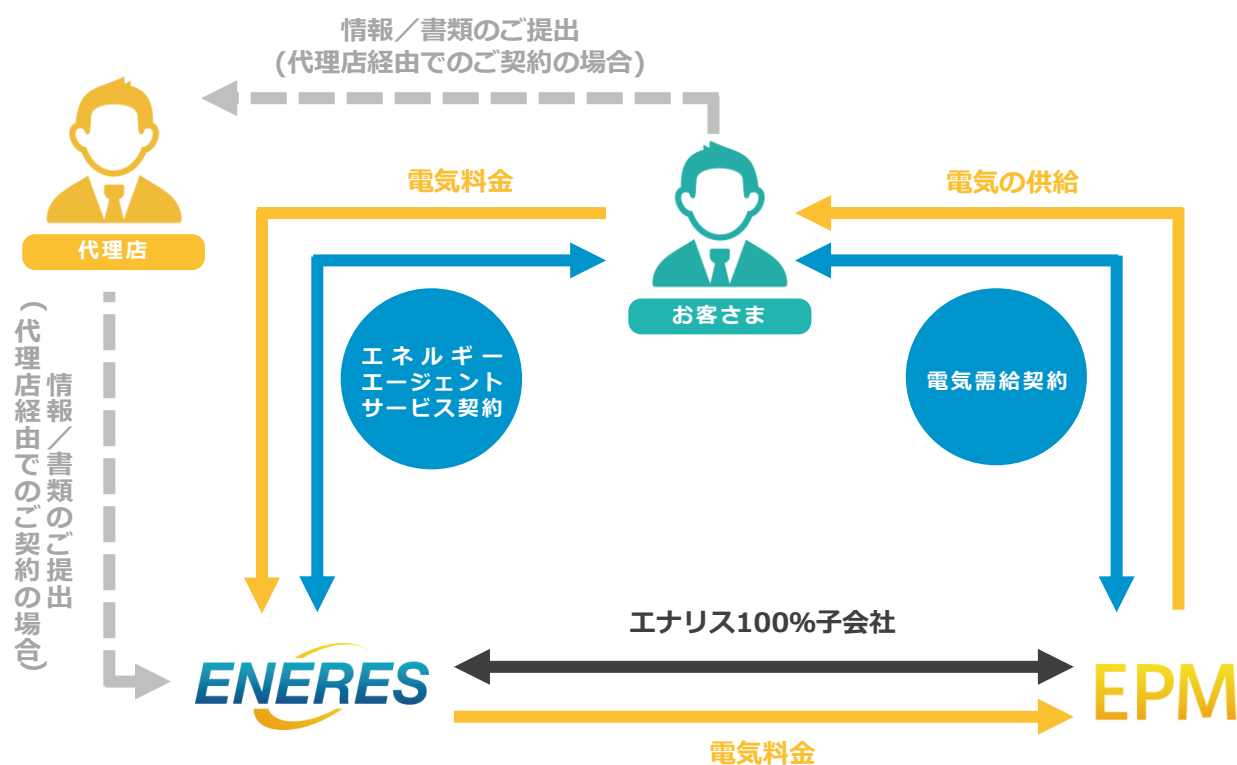 情報／書類のご提出
(代理店経由でのご契約の場合)
電気料金
電気の供給
代理店
お客さま
エネルギー
エージェント
サービス契約
電気需給契約
情報／書類のご提出
(代理店経由でのご契約の場合)
エナリス100%子会社
ENERES
EPM
電気料金